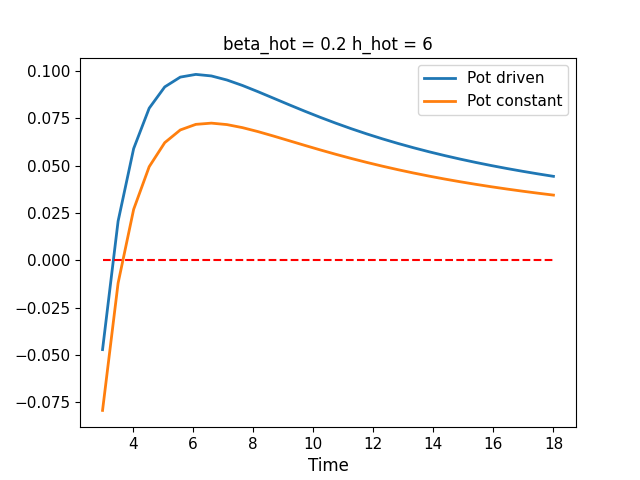 beta_hot = 0.2 h_hot = 6
Pot driven
Pot constant
0.100
0.075
0.050
0.025
0.000
−0.025
−0.050
−0.075
4 6 8 10 12 14 16 18
Time